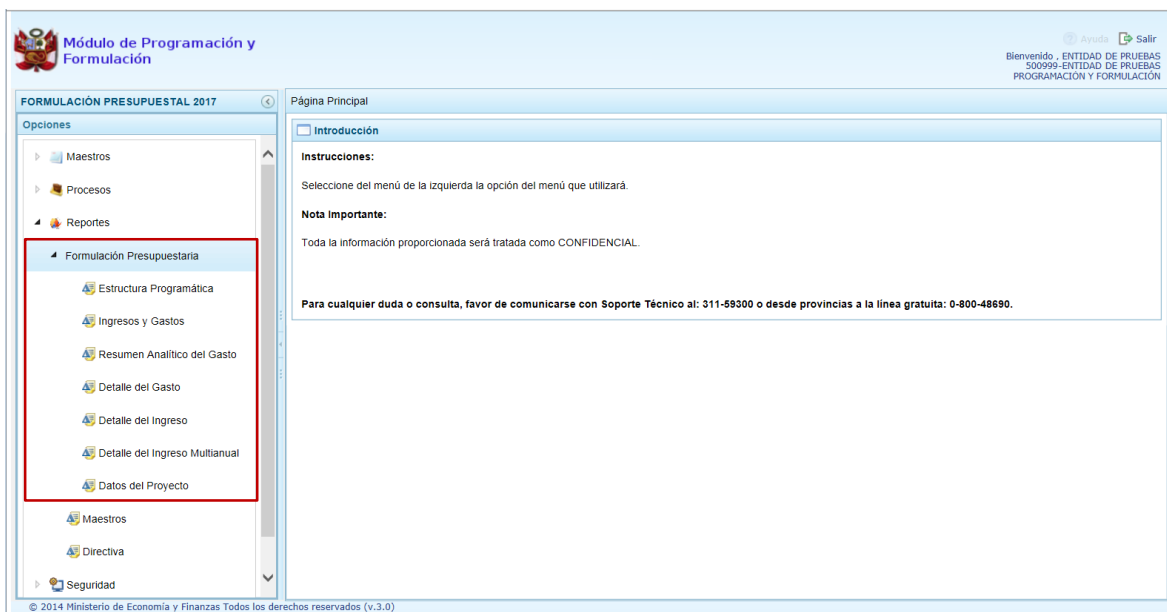 Módulo de Programación y
Formulación
Ayuda Salir
Bienvenido , ENTIDAD DE PRUEBAS
500999-ENTIDAD DE PRUEBAS
PROGRAMACIÓN Y FORMULACIÓN
FORMULACIÓN PRESUPUESTAL 2017
Página Principal
Opciones
Introducción
Maestros
Procesos
Reportes
Formulación Presupuestaria
Estructura Programática
Ingresos y Gastos
Resumen Analítico del Gasto
Detalle del Gasto
Detalle del Ingreso
Detalle del Ingreso Multianual
Datos del Proyecto
Maestros
Directiva
Seguridad
Instrucciones:
Seleccione del menú de la izquierda la opción del menú que utilizará.
Nota Importante:
Toda la información proporcionada será tratada como CONFIDENCIAL.
Para cualquier duda o consulta, favor de comunicarse con Soporte Técnico al: 311-59300 o desde provincias a la línea gratuita: 0-800-48690.
© 2014 Ministerio de Economía y Finanzas Todos los derechos reservados (v.3.0)